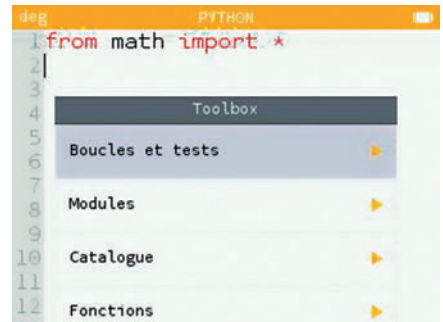 deg PYTHON
1 from math import *
2
3
4 Toolbox
5
6 Boucles et tests
7
8 Modules
9
10 Catalogue
11
12 Fonctions